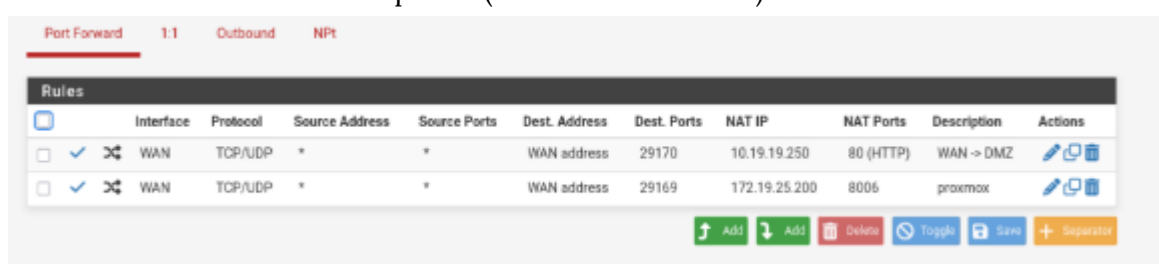 Port Forward 1:1 Outbound NPt
Rules
Interface Protocol Source Address Source Ports Dest. Address Dest. Ports NAT IP NAT Ports Description Actions
WAN TCP/UDP * * WAN address 29170 10.19.19.250 80 (HTTP) WAN -> DMZ
WAN TCP/UDP * * WAN address 29169 172.19.25.200 8006 proxmox
Add Add Delete Toggle Save Separator